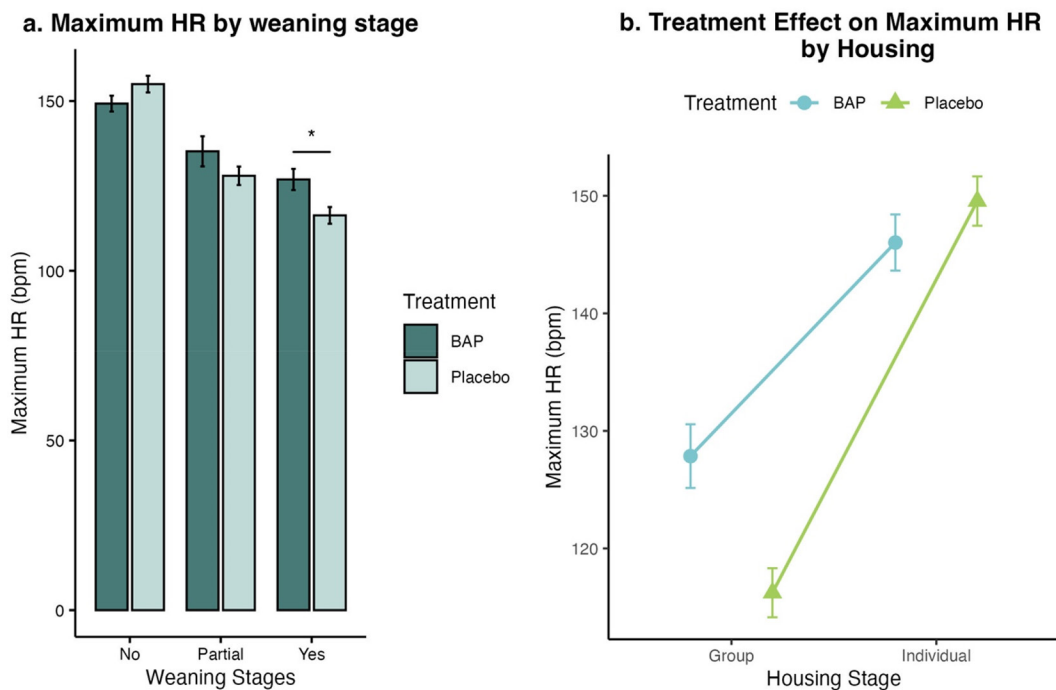 a. Maximum HR by weaning stage
Maximum HR (bpm)
150
100
50
0
*
No
Partial
Yes
Weaning Stages
Treatment
BAP
Placebo
b. Treatment Effect on Maximum HR
by Housing
Treatment BAP Placebo
Maximum HR (bpm)
150
140
130
120
Group
Individual
Housing Stage